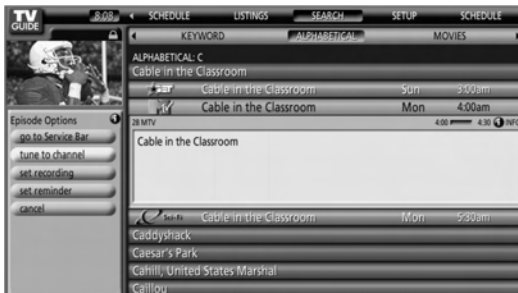 TV GUIDE
8:08
SCHEDULE LISTINGS SEARCH SETUP SCHEDULE
KEYWORD ALPHABETICAL MOVIES
ALPHABETICAL: C
Cable in the Classroom
Cable in the Classroom Sun 3:00am
Cable in the Classroom Mon 4:00am
28 MTV 4:00 4:30 INFO
Cable in the Classroom
Episode Options
go to Service Bar
tune to channel
set recording
set reminder
cancel
Sci-Fi Cable in the Classroom Mon 5:30am
Caddyshack
Caesar's Park
Cahill, United States Marshal
Caillou